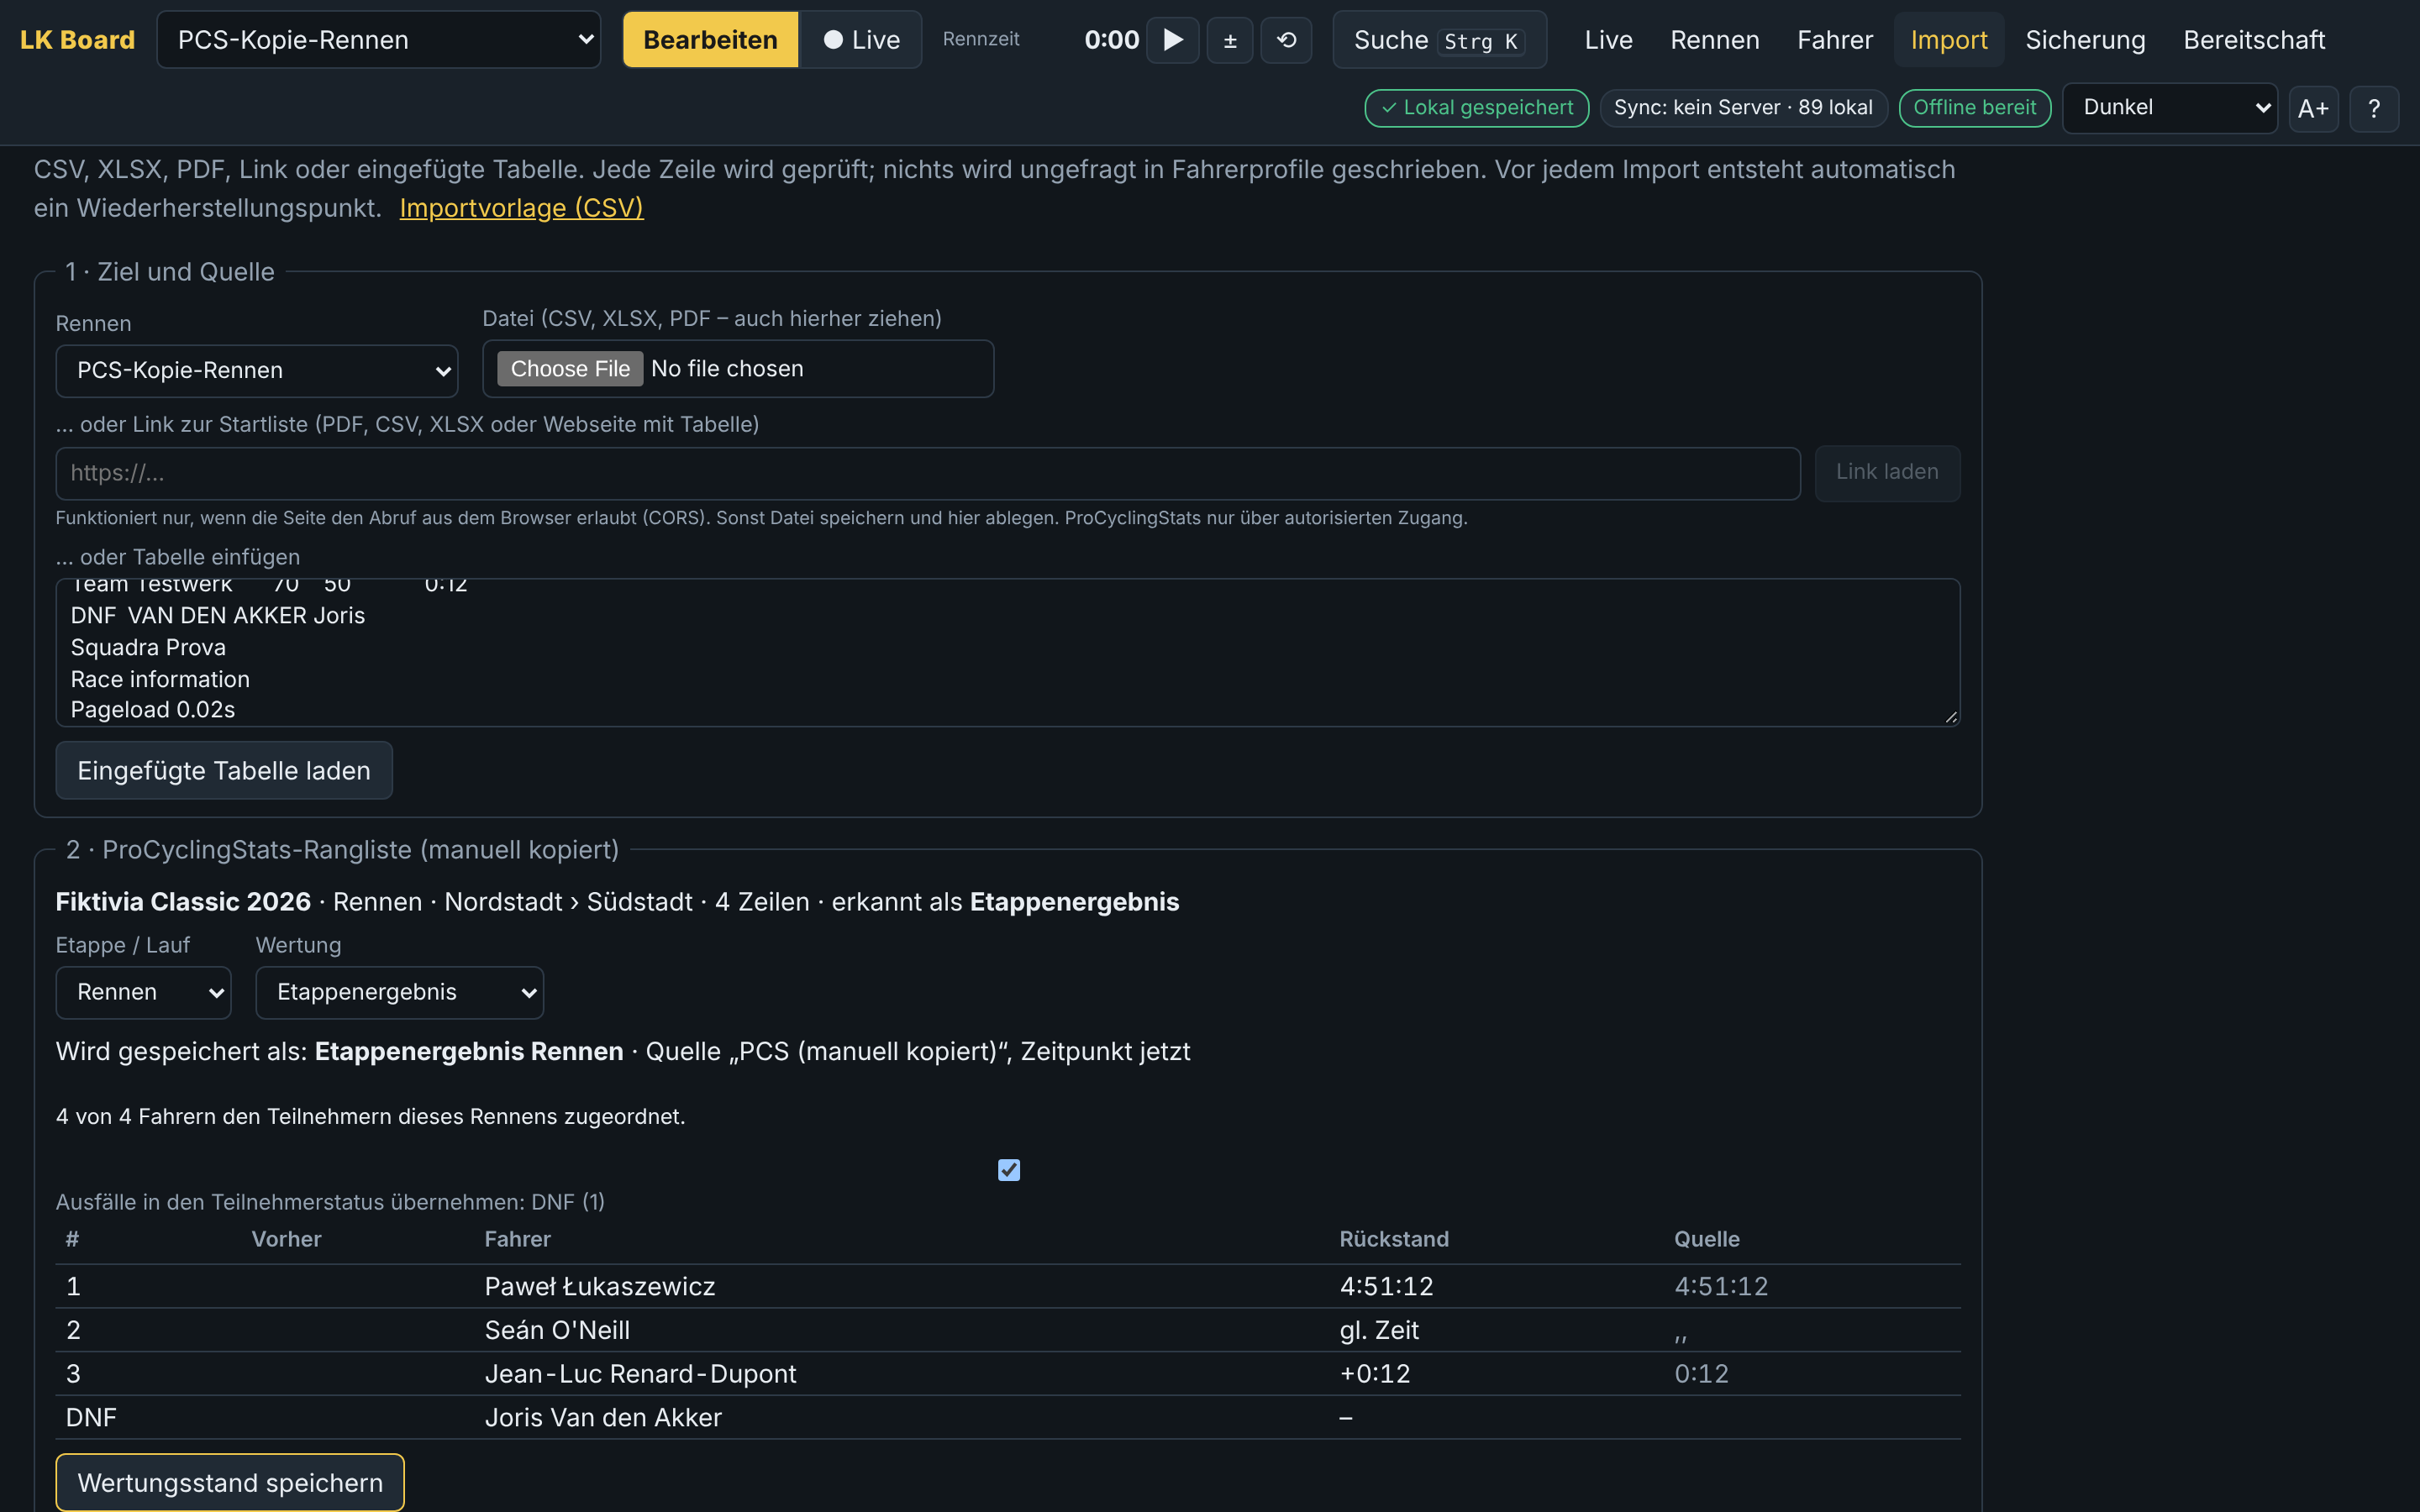 LK Board PCS-Kopie-Rennen Bearbeiten Live Rennzeit 0:00 ± Suche Strg K Live Rennen Fahrer Import Sicherung Bereitschaft
✓ Lokal gespeichert Sync: kein Server · 89 lokal Offline bereit Dunkel A+ ?
CSV, XLSX, PDF, Link oder eingefügte Tabelle. Jede Zeile wird geprüft; nichts wird ungefragt in Fahrerprofile geschrieben. Vor jedem Import entsteht automatisch
ein Wiederherstellungspunkt. Importvorlage (CSV)
1 · Ziel und Quelle
Rennen Datei (CSV, XLSX, PDF – auch hierher ziehen)
PCS-Kopie-Rennen Choose File No file chosen
... oder Link zur Startliste (PDF, CSV, XLSX oder Webseite mit Tabelle)
https://... Link laden
Funktioniert nur, wenn die Seite den Abruf aus dem Browser erlaubt (CORS). Sonst Datei speichern und hier ablegen. ProCyclingStats nur über autorisierten Zugang.
... oder Tabelle einfügen
Team Testwerk 70 50 0:12
DNF VAN DEN AKKER Joris
Squadra Prova
Race information
Pageload 0.02s
Eingefügte Tabelle laden
2 · ProCyclingStats-Rangliste (manuell kopiert)
Fiktivia Classic 2026 · Rennen · Nordstadt › Südstadt · 4 Zeilen · erkannt als Etappenergebnis
Etappe / Lauf Wertung
Rennen Etappenergebnis
Wird gespeichert als: Etappenergebnis Rennen · Quelle „PCS (manuell kopiert)“, Zeitpunkt jetzt
4 von 4 Fahrern den Teilnehmern dieses Rennens zugeordnet.
Ausfälle in den Teilnehmerstatus übernehmen: DNF (1)
# Vorher Fahrer Rückstand Quelle
1 Paweł Łukaszewicz 4:51:12 4:51:12
2 Seán O'Neill gl. Zeit ,,
3 Jean-Luc Renard-Dupont +0:12 0:12
DNF Joris Van den Akker –
Wertungsstand speichern